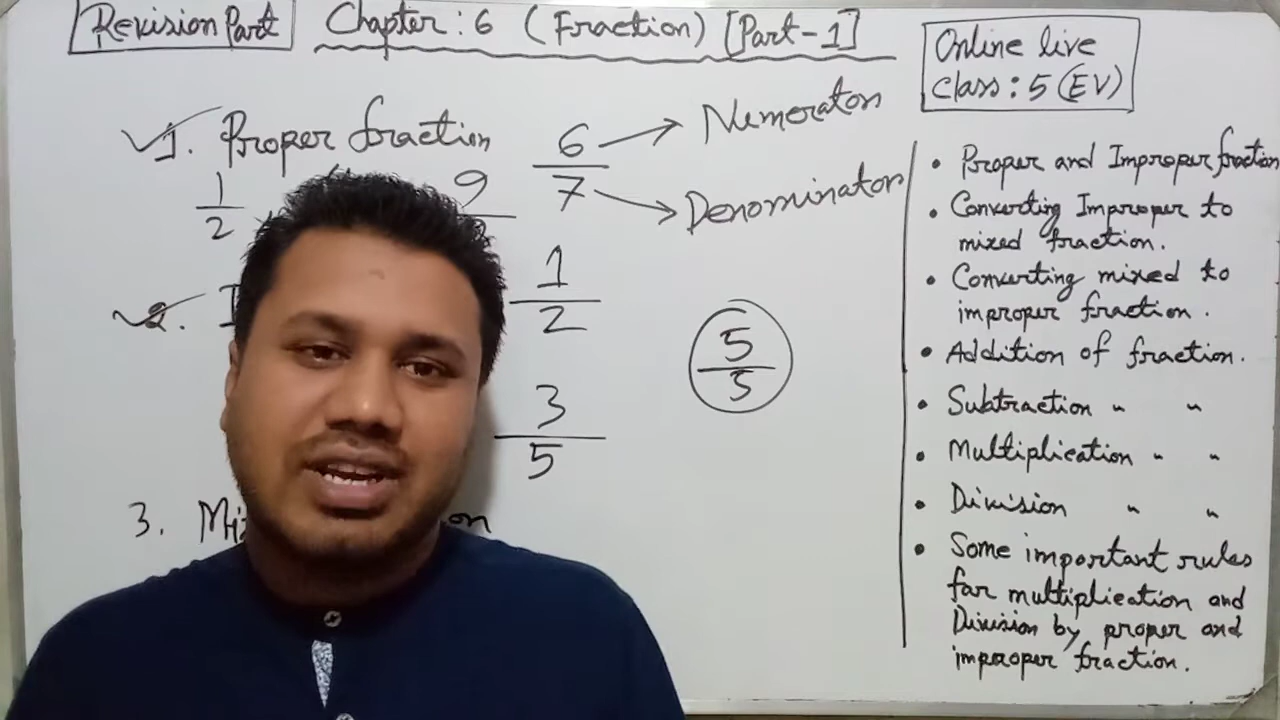 Revision Part
Chapter : 6 (Fraction) [Part-1]
Online live
class : 5 (EV)
1. Proper fraction
1
2
9
6
7
Numerator
Denominator
2.
1
2
5
5
3
5
3.
on
• Proper and Improper fraction
• Converting Improper to
mixed fraction.
• Converting mixed to
improper fraction.
• Addition of fraction.
• Subtraction " "
• Multiplication " "
• Division " "
• Some important rules
for multiplication and
Division by proper and
improper fraction.